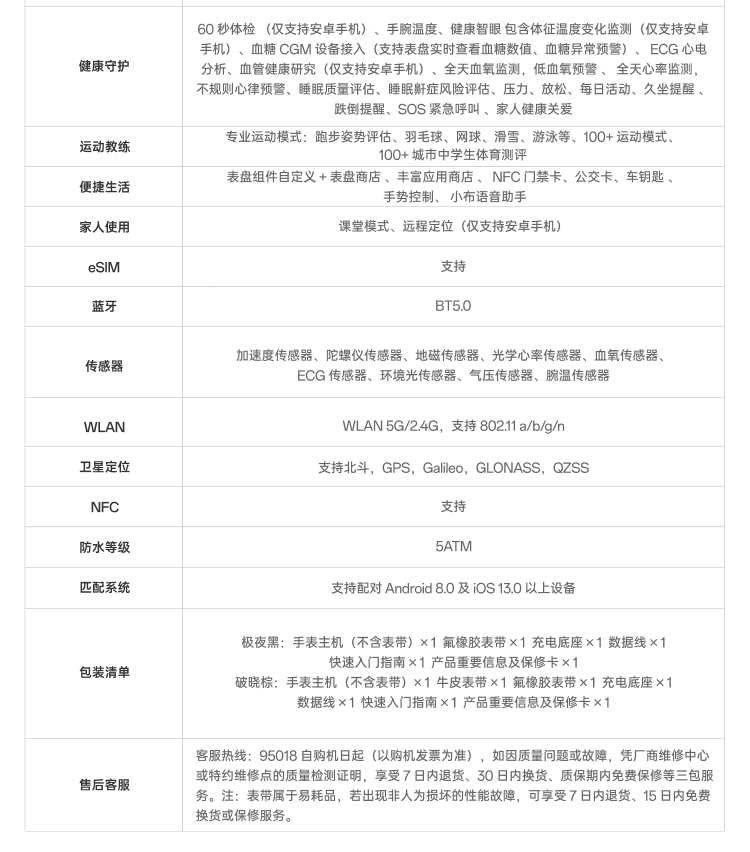 健康守护
60 秒体检 （仅支持安卓手机）、手腕温度、健康智眼 包含体征温度变化监测（仅支持安卓
手机）、血糖 CGM 设备接入（支持表盘实时查看血糖数值、血糖异常预警）、 ECG 心电
分析、血管健康研究（仅支持安卓手机）、全天血氧监测，低血氧预警 、 全天心率监测，
不规则心律预警、睡眠质量评估、睡眠鼾症风险评估、压力、放松、每日活动、久坐提醒 、
跌倒提醒、SOS 紧急呼叫 、家人健康关爱
运动教练
专业运动模式：跑步姿势评估、羽毛球、网球、滑雪、游泳等、100+ 运动模式、
100+ 城市中学生体育测评
便捷生活
表盘组件自定义 + 表盘商店 、丰富应用商店 、 NFC 门禁卡、公交卡、车钥匙 、
手势控制、 小布语音助手
家人使用
课堂模式、远程定位（仅支持安卓手机）
eSIM
支持
蓝牙
BT5.0
传感器
加速度传感器、陀螺仪传感器、地磁传感器、光学心率传感器、血氧传感器、
ECG 传感器、环境光传感器、气压传感器、腕温传感器
WLAN
WLAN 5G/2.4G，支持 802.11 a/b/g/n
卫星定位
支持北斗，GPS，Galileo，GLONASS，QZSS
NFC
支持
防水等级
5ATM
匹配系统
支持配对 Android 8.0 及 iOS 13.0 以上设备
包装清单
极夜黑：手表主机（不含表带）×1 氟橡胶表带 ×1 充电底座 ×1 数据线 ×1
快速入门指南 ×1 产品重要信息及保修卡 ×1
破晓棕：手表主机（不含表带）×1 牛皮表带 ×1 氟橡胶表带 ×1 充电底座 ×1
数据线 ×1 快速入门指南 ×1 产品重要信息及保修卡 ×1
售后客服
客服热线：95018 自购机日起（以购机发票为准），如因质量问题或故障，凭厂商维修中心
或特约维修点的质量检测证明，享受 7 日内退货、30 日内换货、质保期内免费保修等三包服
务。注：表带属于易耗品，若出现非人为损坏的性能故障，可享受 7 日内退货、15 日内免费
换货或保修服务。